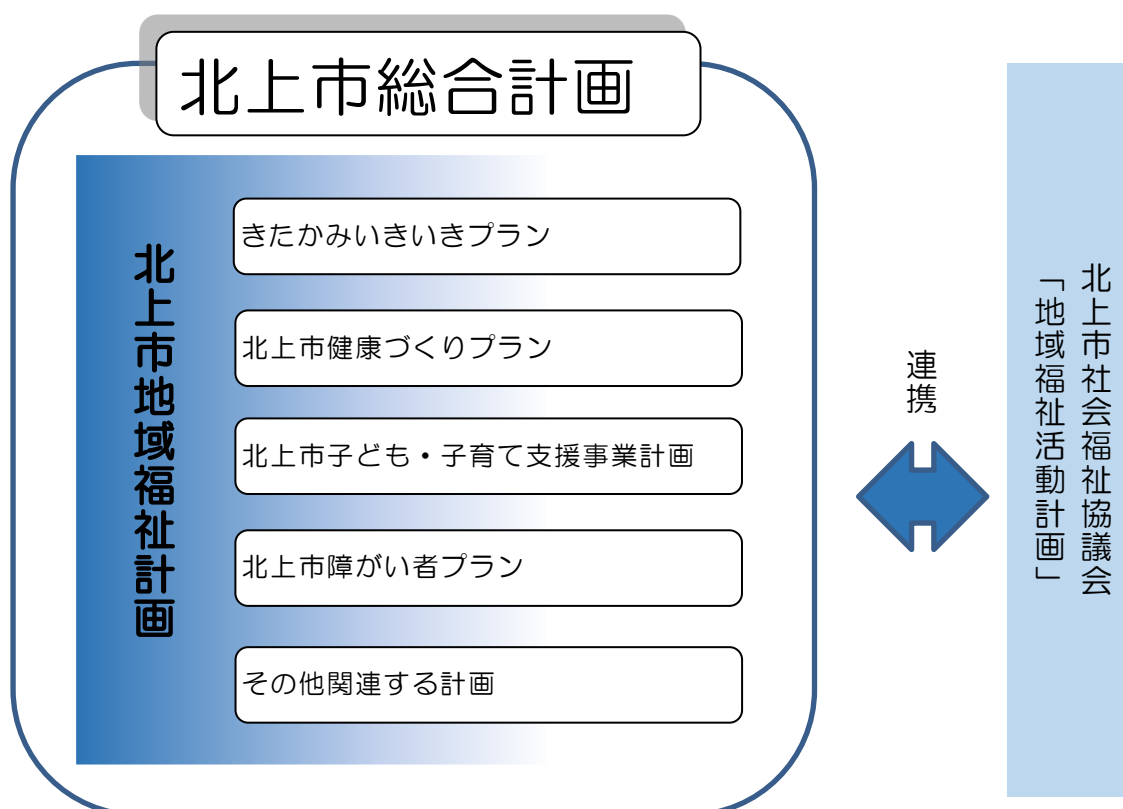 北上市総合計画
北上市地域福祉計画
きたかみいきいきプラン
北上市健康づくりプラン
北上市子ども・子育て支援事業計画
北上市障がい者プラン
その他関連する計画
連携
北上市社会福祉協議会
「地域福祉活動計画」